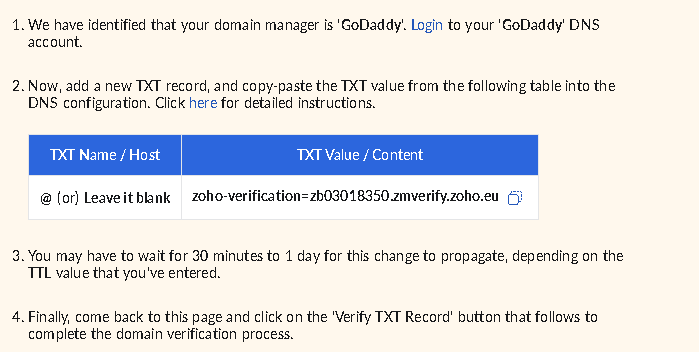 1. We have identified that your domain manager is 'GoDaddy'. Login to your 'GoDaddy' DNS
account.
2. Now, add a new TXT record, and copy-paste the TXT value from the following table into the
DNS configuration. Click here for detailed instructions.
TXT Name / Host TXT Value / Content
@ (or) Leave it blank zoho-verification=zb03018350.zmverify.zoho.eu
3. You may have to wait for 30 minutes to 1 day for this change to propagate, depending on the
TTL value that you've entered.
4. Finally, come back to this page and click on the 'Verify TXT Record' button that follows to
complete the domain verification process.